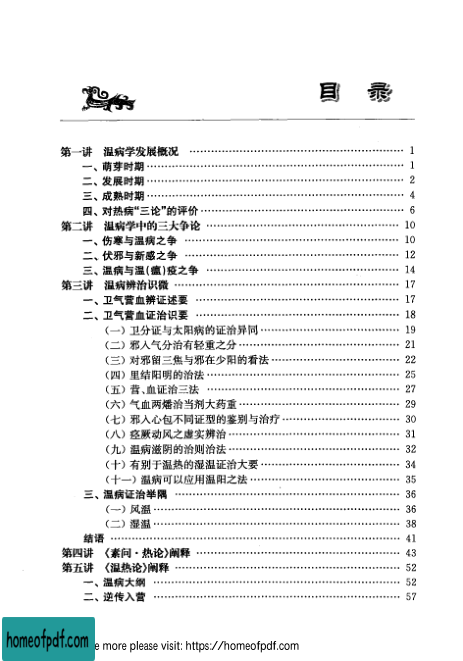 目 录
第一讲 温病学发展概况 …… 1
一、萌芽时期 …… 1
二、发展时期 …… 2
三、成熟时期 …… 4
四、对热病“三论”的评价 …… 6
第二讲 温病学中的三大争论 …… 10
一、伤寒与温病之争 …… 10
二、伏邪与新感之争 …… 12
三、温病与温(瘟)疫之争 …… 14
第三讲 温病辨治识微 …… 17
一、卫气营血辨证述要 …… 17
二、卫气营血证治识要 …… 18
(一)卫分证与太阳病的证治异同 …… 19
(二)邪入气分治有轻重之分 …… 21
(三)对邪留三焦与邪在少阳的看法 …… 22
(四)里结阳明的治法 …… 25
(五)营、血证治三法 …… 27
(六)气血两燔治当剂大药重 …… 29
(七)邪入心包不同证型的鉴别与治疗 …… 30
(八)痉厥动风之虚实辨治 …… 31
(九)温病滋阴的治则治法 …… 32
(十)有别于温热的湿温证治大要 …… 34
(十一)温病可以应用温阳之法 …… 35
三、温病证治举隅 …… 36
(一)风温 …… 36
(二)湿温 …… 38
结语 …… 41
第四讲 《素问·热论》阐释 …… 43
第五讲 《温热论》阐释 …… 52
一、温病大纲 …… 52
二、逆传入营 …… 57
homeofpdf.com
e more please visit: https://homeofpdf.com